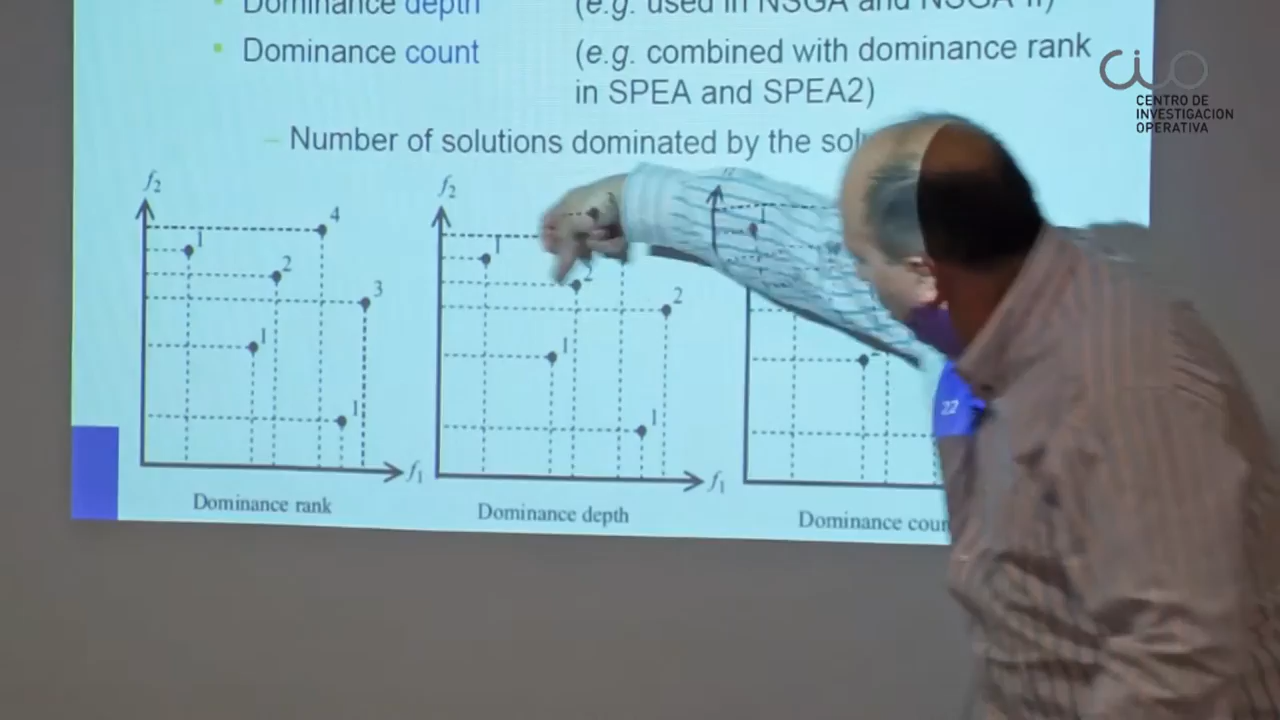 Dominance depth (e.g. used in NSGA and NSGA-II)
Dominance count (e.g. combined with dominance rank
in SPEA and SPEA2)
– Number of solutions dominated by the
CENTRO DE
INVESTIGACION
OPERATIVA
f₂
4
1
2
3
1
1
f₁
Dominance rank
f₂
1
2
2
1
1
f₁
Dominance depth
1
Dominance
22